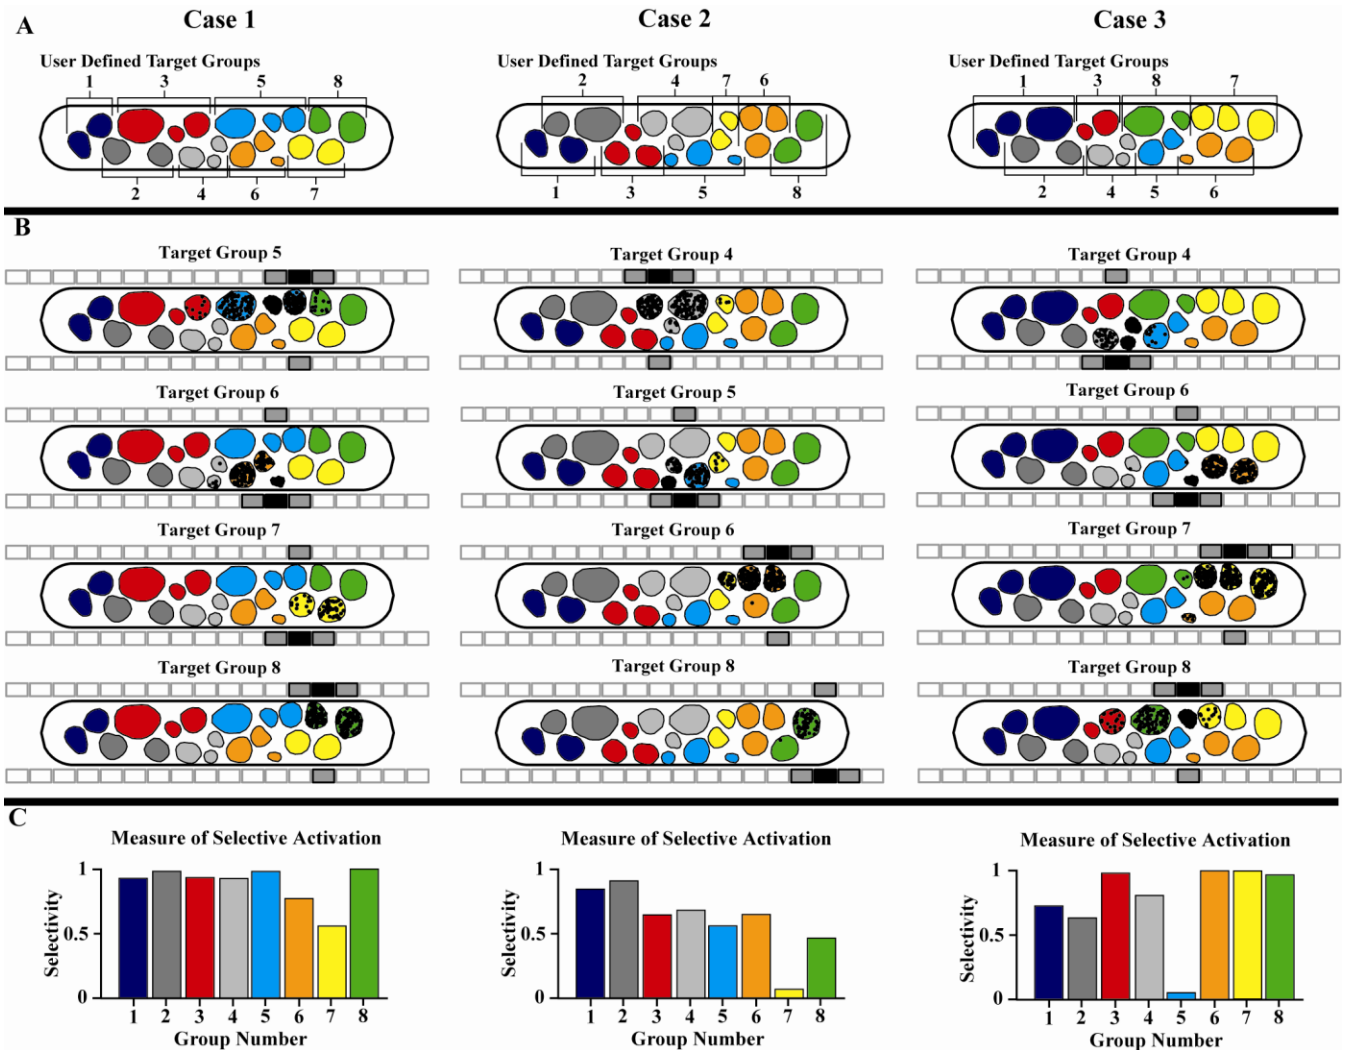 A
Case 1 Case 2 Case 3
User Defined Target Groups User Defined Target Groups User Defined Target Groups
1 3 5 8 2 4 7 6 1 3 8 7
2 4 6 7 1 3 5 8 2 4 5 6
B
Target Group 5 Target Group 4 Target Group 4
Target Group 6 Target Group 5 Target Group 6
Target Group 7 Target Group 6 Target Group 7
Target Group 8 Target Group 8 Target Group 8
C
Measure of Selective Activation Measure of Selective Activation Measure of Selective Activation
1 1 1
Selectivity Selectivity Selectivity
0.5 0.5 0.5
0 0 0
1 2 3 4 5 6 7 8 1 2 3 4 5 6 7 8 1 2 3 4 5 6 7 8
Group Number Group Number Group Number